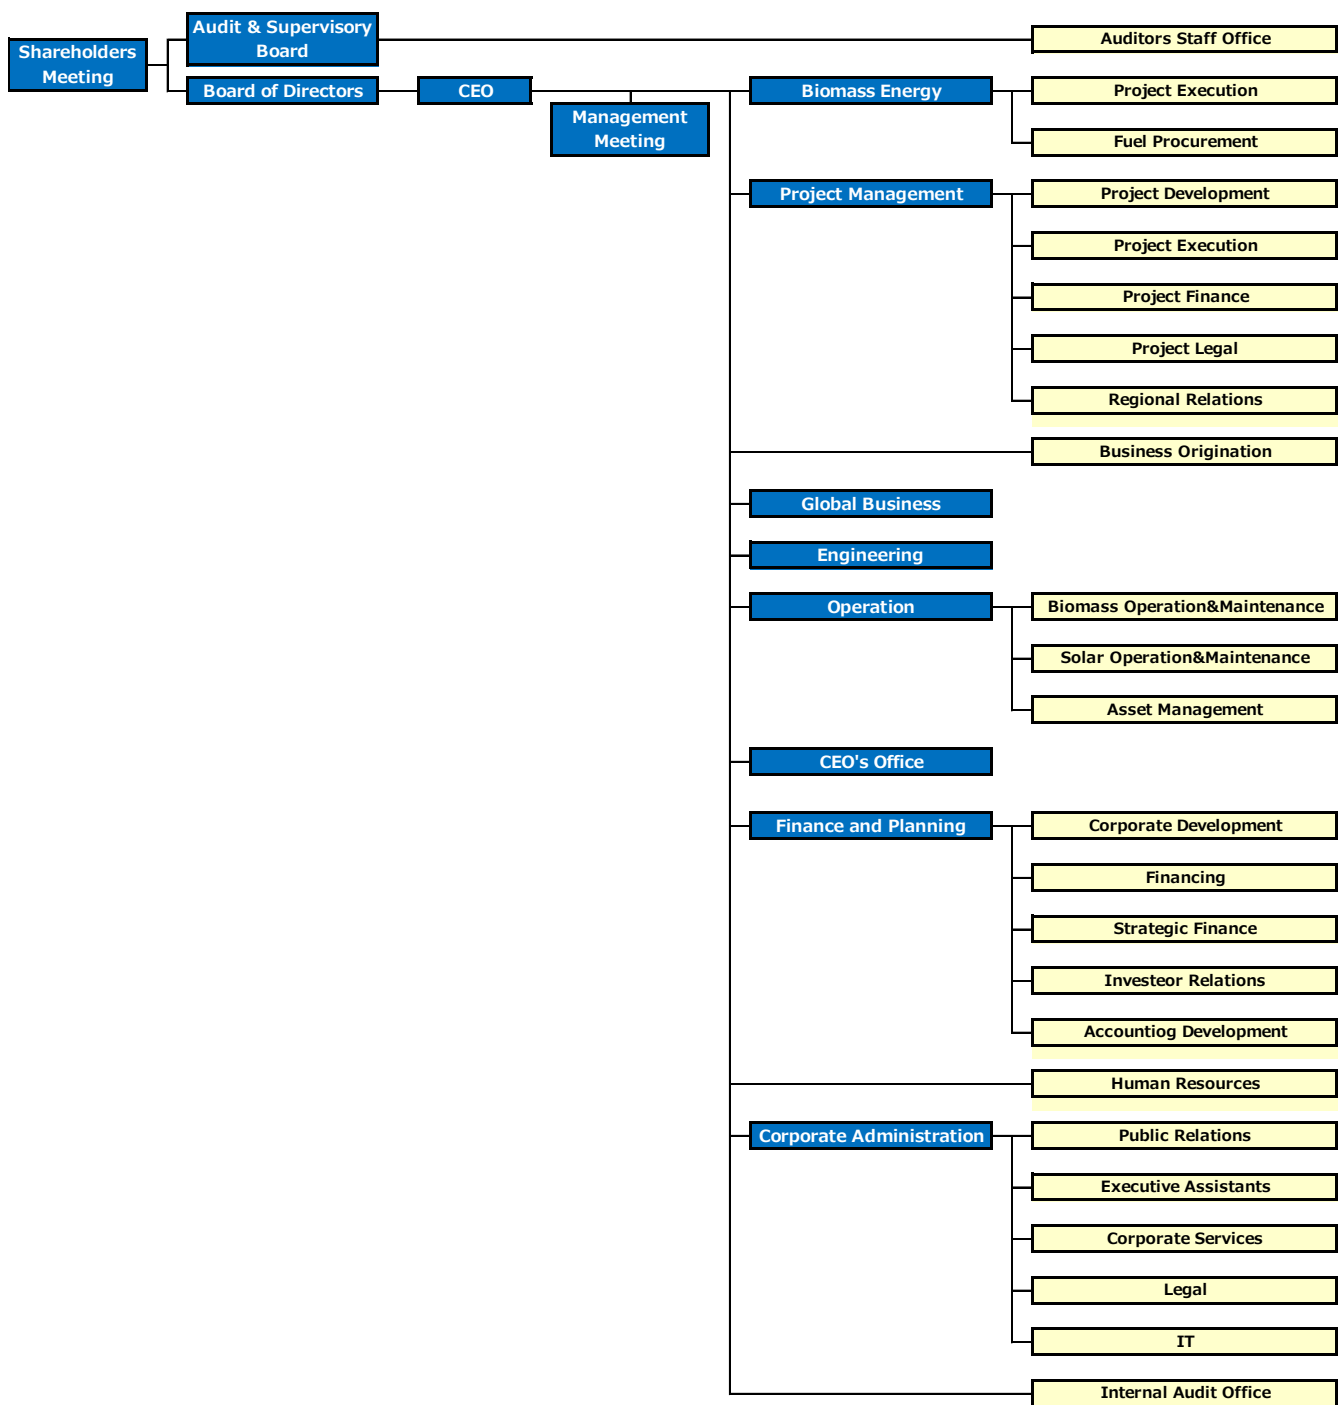 Audit & Supervisory
Board
Auditors Staff Office
Shareholders
Meeting
Board of Directors
CEO
Biomass Energy
Project Execution
Management
Meeting
Fuel Procurement
Project Management
Project Development
Project Execution
Project Finance
Project Legal
Regional Relations
Business Origination
Global Business
Engineering
Operation
Biomass Operation&Maintenance
Solar Operation&Maintenance
Asset Management
CEO's Office
Finance and Planning
Corporate Development
Financing
Strategic Finance
Investeor Relations
Accountiog Development
Human Resources
Corporate Administration
Public Relations
Executive Assistants
Corporate Services
Legal
IT
Internal Audit Office